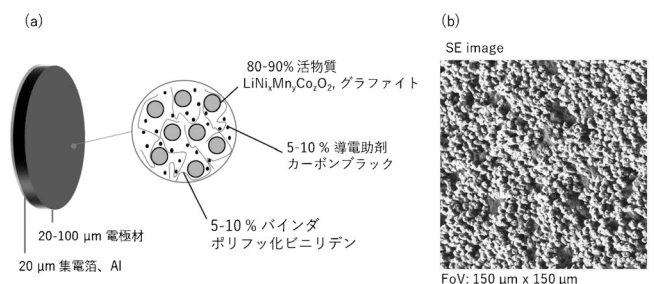 (a)
80-90% 活物質
LiNixMnyCozO2, グラファイト
5-10 % 導電助剤
カーボンブラック
5-10 % バインダ
ポリフッ化ビニリデン
20-100 μm 電極材
20 μm 集電箔、Al
(b)
SE image
FoV: 150 μm x 150 μm